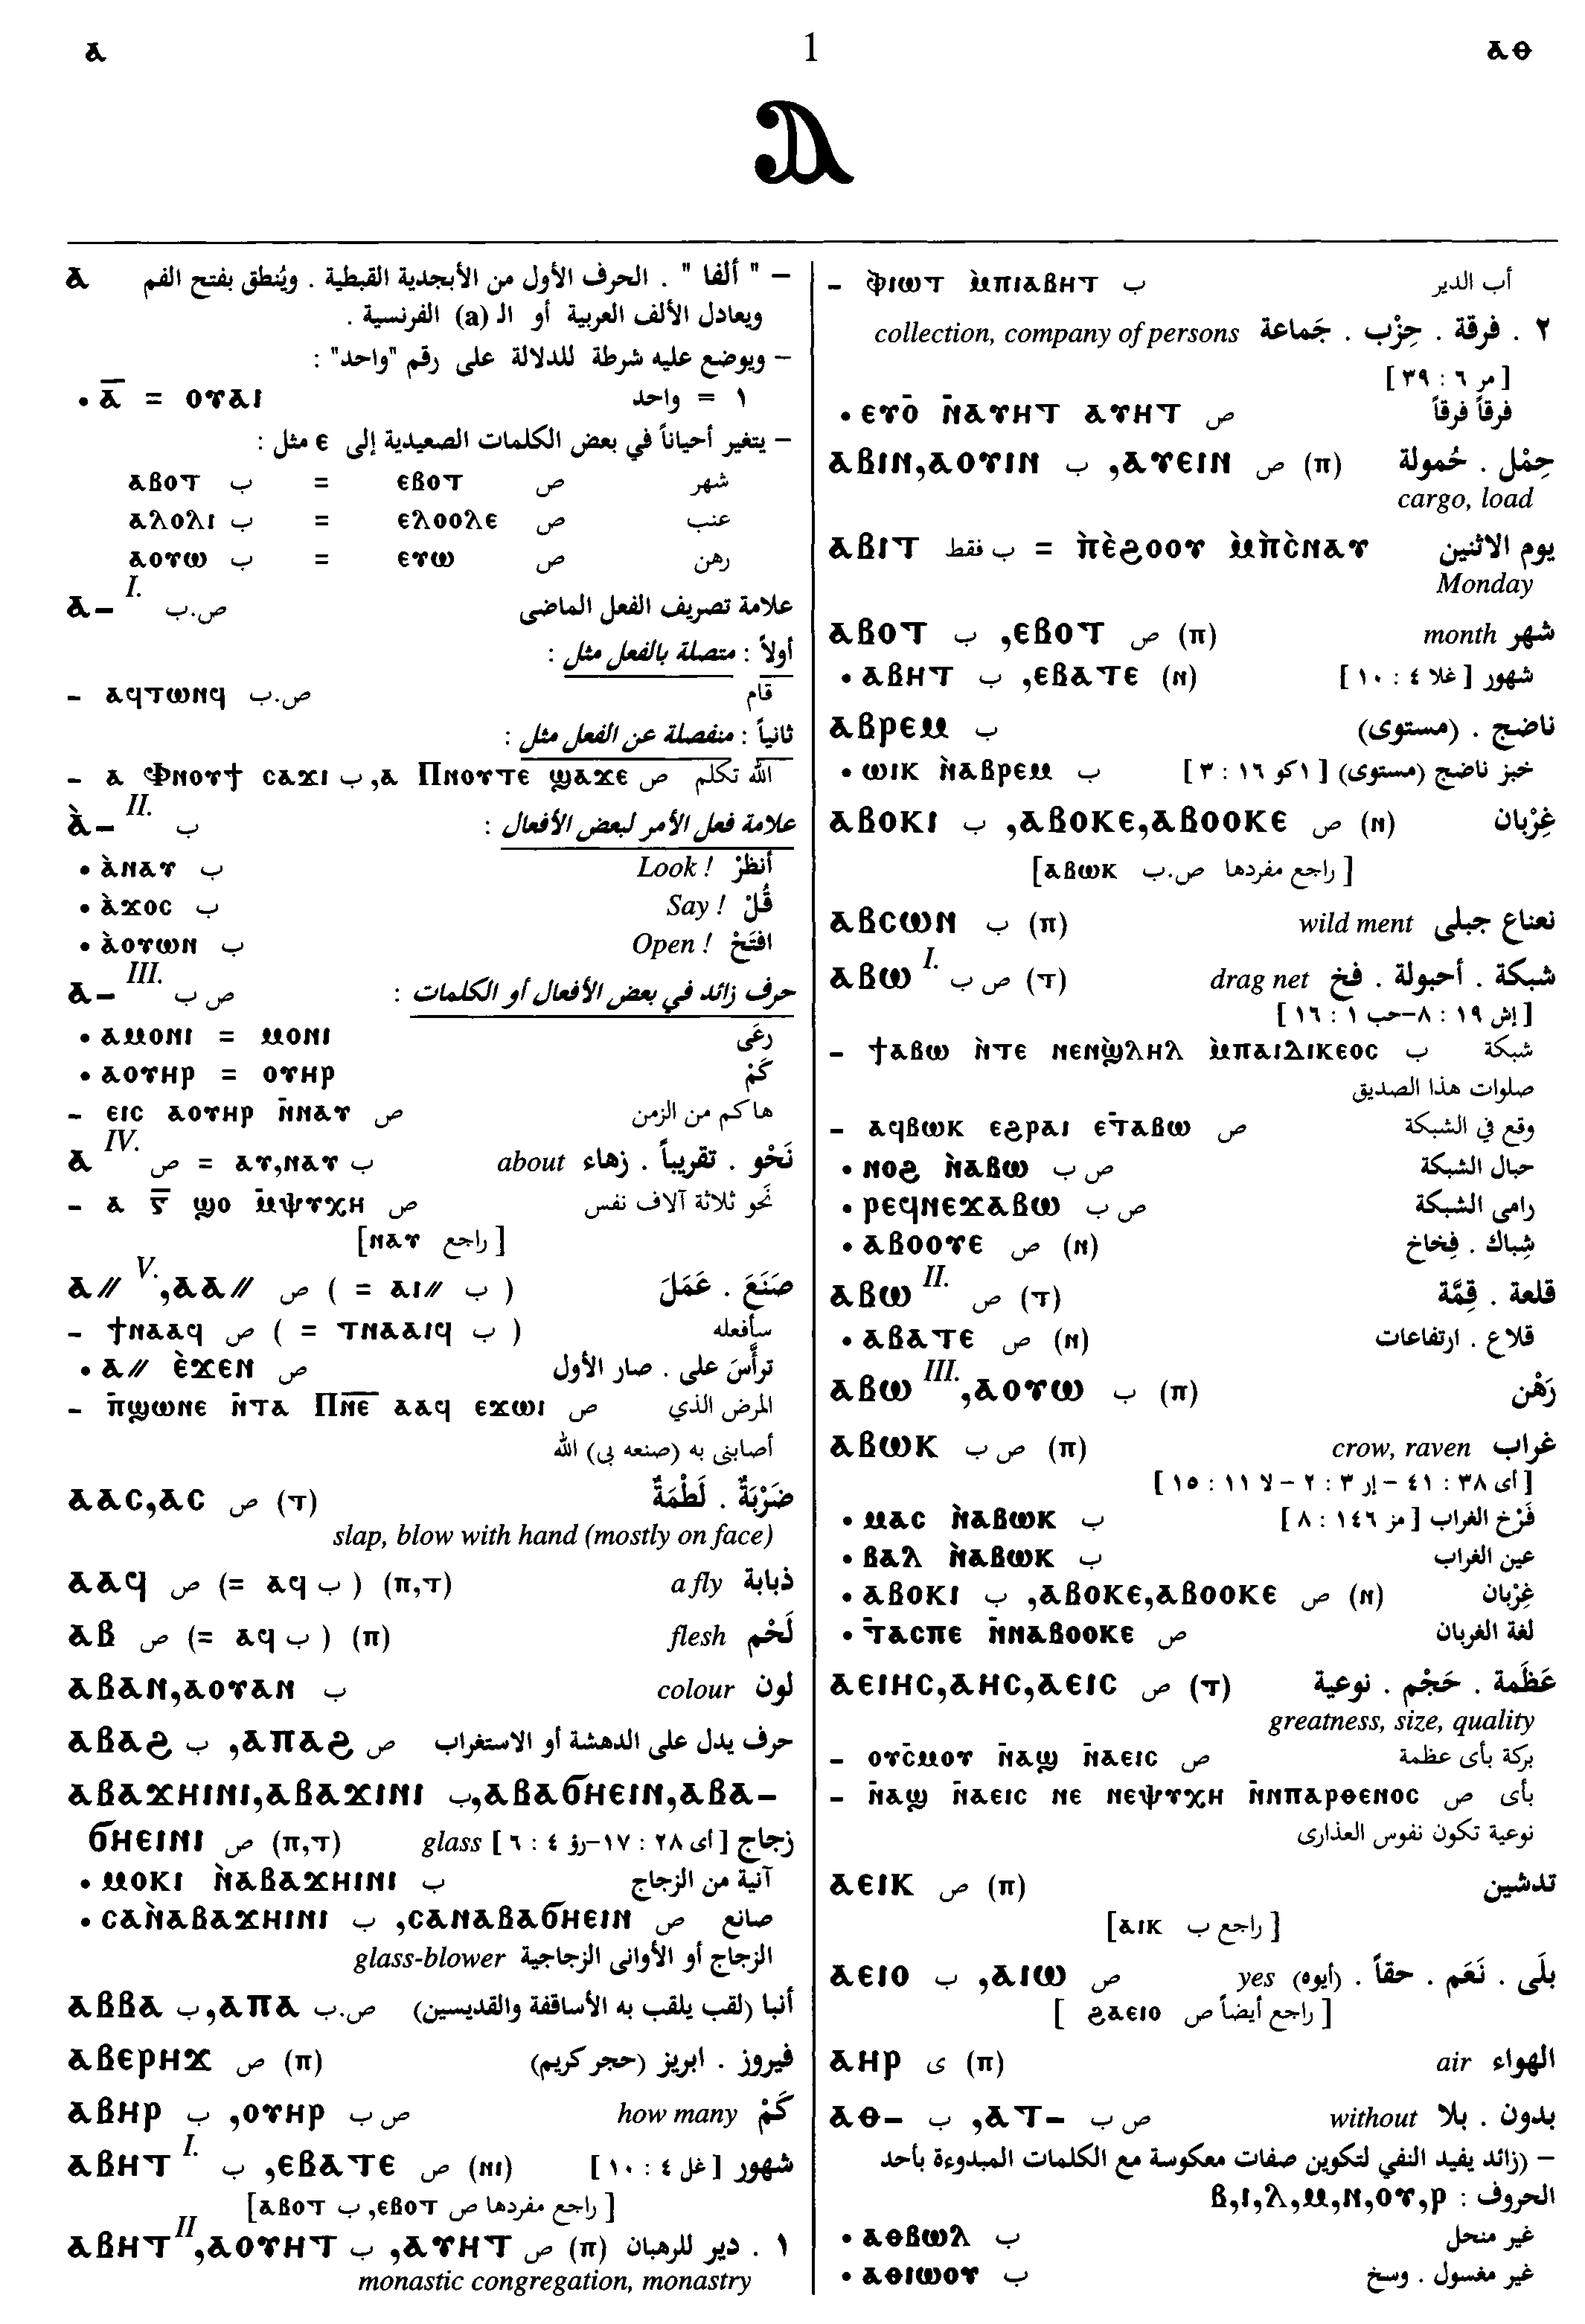 ⲁ 1 ⲁⲑ
Ⲁ
ⲁ – " ألفا " . الحرف الأول من الأبجدية القبطية . ويُنطق بفتح الفم
ويعادل الألف العربية أو الـ (a) الفرنسية .
– ويوضع عليه شرطة للدلالة على رقم "واحد" :
• ⲁ̅ = ⲟⲩⲁⲓ ١ = واحد
– يتغير أحياناً في بعض الكلمات الصعيدية إلى ⲉ مثل :
ⲁⲃⲟⲧ ب = ⲉⲃⲟⲧ ص شهر
ⲁⲗⲟⲗⲓ ب = ⲉⲗⲟⲟⲗⲉ ص عنب
ⲁⲟⲩⲱ ب = ⲉⲩⲱ ص رهن
ⲁ– I. ص.ب علامة تصريف الفعل الماضى
أولاً : متصلة بالفعل مثل :
– ⲁϥⲧⲱⲛϥ ص.ب قام
ثانياً : منفصلة عن الفعل مثل :
– ⲁ Ⲫⲛⲟⲩϯ ⲥⲁϫⲓ ب, ⲁ Ⲡⲛⲟⲩⲧⲉ ϣⲁϫⲉ ص الله تكلم
ⲁ̀– II. ب علامة فعل الأمر لبعض الأفعال :
• ⲁ̀ⲛⲁⲩ ب Look ! أنظرْ
• ⲁ̀ϫⲟⲥ ب Say ! قُلْ
• ⲁ̀ⲟⲩⲱⲛ ب Open ! افتَحْ
ⲁ– III. ص ب حرف زائد في بعض الأفعال أو الكلمات :
• ⲁⲙⲟⲛⲓ = ⲙⲟⲛⲓ رعَى
• ⲁⲟⲩⲏⲣ = ⲟⲩⲏⲣ كَمْ
– ⲉⲓⲥ ⲁⲟⲩⲏⲣ ⲛ̄ⲛⲁⲩ ص هاكم من الزمن
ⲁ IV. ص = ⲁⲩ,ⲛⲁⲩ ب about نَحْو . تقريباً . زهاء
– ⲁ ⲅ̅ ϣⲟ ⲙ̄ⲯⲩⲭⲏ ص نَحو ثلاثة آلاف نفس
[راجع ⲛⲁⲩ]
ⲁ// V. ,ⲁⲁ// ص ( = ⲁⲓ// ب ) صَنَعَ . عَمَلَ
– ϯⲛⲁⲁϥ ص ( = ⲧⲛⲁⲁⲓϥ ب ) سأفعله
• ⲁ// ⲉ̀ϫⲉⲛ ص ترأَّسَ على . صار الأول
– ⲡ̄ϣⲱⲛⲉ ⲛ̄ⲧⲁ Ⲡⲛ̅ⲉ̅ ⲁⲁϥ ⲉϫⲱⲓ ص المرض الذي
أصابنى به (صنعه بى) الله
ⲁⲁⲥ,ⲁⲥ ص (ⲧ) ضَرْبَةٌ . لَطْمَةٌ
slap, blow with hand (mostly on face)
ⲁⲁϥ ص (= ⲁϥ ب ) (ⲡ,ⲧ) a fly ذبابة
ⲁⲃ ص (= ⲁϥ ب ) (ⲡ) flesh لَحْم
ⲁⲃⲁⲛ,ⲁⲟⲩⲁⲛ ب colour لون
ⲁⲃⲁϩ ب ,ⲁⲡⲁϩ ص حرف يدل على الدهشة أو الاستغراب
ⲁⲃⲁϫⲏⲓⲛⲓ,ⲁⲃⲁϫⲓⲛⲓ ب,ⲁⲃⲁϭⲏⲉⲓⲛ,ⲁⲃⲁ–
ϭⲏⲉⲓⲛⲓ ص (ⲡ,ⲧ) glass [أى ٢٨ : ١٧–رؤ ٤ : ٦] زجاج
• ⲙⲟⲕⲓ ⲛ̀ⲁⲃⲁϫⲏⲓⲛⲓ ب آنية من الزجاج
• ⲥⲁⲛ̀ⲁⲃⲁϫⲏⲓⲛⲓ ب ,ⲥⲁⲛⲁⲃⲁϭⲏⲉⲓⲛ ص صانع
glass-blower الزجاج أو الأوانى الزجاجية
ⲁⲃⲃⲁ ب ,ⲁⲡⲁ ص.ب أنبا (لقب يلقب به الأساقفة والقديسين)
ⲁⲃⲉⲣⲏϫ ص (ⲡ) فيروز . ابريز (حجر كريم)
ⲁⲃⲏⲣ ب ,ⲟⲩⲏⲣ ص ب how many كَمْ
ⲁⲃⲏⲧ I. ب ,ⲉⲃⲁⲧⲉ ص (ⲛⲓ) شهور [غل ٤ : ١٠]
[راجع مفردها ص ⲉⲃⲟⲧ, ب ⲁⲃⲟⲧ]
ⲁⲃⲏⲧ II ,ⲁⲟⲩⲏⲧ ب ,ⲁⲩⲏⲧ ص (ⲡ) ١ . دير للرهبان
monastic congregation, monastry
– ⲫⲓⲱⲧ ⲙ̀ⲡⲓⲁⲃⲏⲧ ب أب الدير
٢ . فرقة . حِزْب . جَماعة collection, company of persons
[مر ٦ : ٣٩]
• ⲉⲩⲟ̄ ⲛ̄ⲁⲩⲏⲧ ⲁⲩⲏⲧ ص فرقاً فرقاً
ⲁⲃⲓⲛ,ⲁⲟⲩⲓⲛ ب ,ⲁⲩⲉⲓⲛ ص (ⲡ) حِمْل . حُمولة
cargo, load
ⲁⲃⲓⲧ ب فقط = ⲡ̀ⲉ̀ϩⲟⲟⲩ ⲙ̀ⲡ̀ⲥ̀ⲛⲁⲩ يوم الاثنين
Monday
ⲁⲃⲟⲧ ب ,ⲉⲃⲟⲧ ص (ⲡ) month شهر
• ⲁⲃⲏⲧ ب ,ⲉⲃⲁⲧⲉ (ⲛ) شهور [غلا ٤ : ١٠]
ⲁⲃⲣⲉⲙ ب ناضج . (مستوى)
• ⲱⲓⲕ ⲛ̀ⲁⲃⲣⲉⲙ ب خبز ناضج (مستوى) [١كو ١٦ : ٣]
ⲁⲃⲟⲕⲓ ب ,ⲁⲃⲟⲕⲉ,ⲁⲃⲟⲟⲕⲉ ص (ⲛ) غِرْبان
[راجع مفردها ص.ب ⲁⲃⲱⲕ]
ⲁⲃⲥⲱⲛ ب (ⲡ) wild ment نعناع جبلى
ⲁⲃⲱ I. ص ب (ⲧ) drag net شبكة . أحبولة . فخ
[إش ١٩ : ٨–حب ١ : ١٦]
– ϯⲁⲃⲱ ⲛ̀ⲧⲉ ⲛⲉⲛϣ̀ⲗⲏⲗ ⲙ̀ⲡⲁⲓⲇⲓⲕⲉⲟⲥ ب شبكة
صلوات هذا الصديق
– ⲁϥⲃⲱⲕ ⲉϩⲣⲁⲓ ⲉⲧ̄ⲁⲃⲱ ص وقع في الشبكة
• ⲛⲟϩ ⲛ̀ⲁⲃⲱ ص ب حبال الشبكة
• ⲣⲉϥⲛⲉϫⲁⲃⲱ ص ب رامى الشبكة
• ⲁⲃⲟⲟⲩⲉ ص (ⲛ) شِباك . فِخاخ
ⲁⲃⲱ II. ص (ⲧ) قلعة . قِمَّة
• ⲁⲃⲁⲧⲉ ص (ⲛ) قلاع . ارتفاعات
ⲁⲃⲱ III. ,ⲁⲟⲩⲱ ب (ⲡ) رَهْن
ⲁⲃⲱⲕ ص ب (ⲡ) crow, raven غراب
[أى ٣٨ : ٤١ – إر ٣ : ٢ – لا ١١ : ١٥]
• ⲙⲁⲥ ⲛ̀ⲁⲃⲱⲕ ب فَرْخ الغراب [مز ١٤٦ : ٨]
• ⲃⲁⲗ ⲛ̀ⲁⲃⲱⲕ ب عين الغراب
• ⲁⲃⲟⲕⲓ ب ,ⲁⲃⲟⲕⲉ,ⲁⲃⲟⲟⲕⲉ ص (ⲛ) غِرْبان
• ⲧ̄ⲁⲥⲡⲉ ⲛ̄ⲛⲁⲃⲟⲟⲕⲉ ص لغة الغربان
ⲁⲉⲓⲏⲥ,ⲁⲏⲥ,ⲁⲉⲓⲥ ص (ⲧ) عَظَمة . حَجْم . نوعية
greatness, size, quality
– ⲟⲩⲥ̄ⲙⲟⲩ ⲛ̄ⲁϣ ⲛ̄ⲁⲉⲓⲥ ص بركة بأى عظمة
– ⲛ̄ⲁϣ ⲛ̄ⲁⲉⲓⲥ ⲛⲉ ⲛⲉⲯⲩⲭⲏ ⲛ̄ⲙⲡⲁⲣⲑⲉⲛⲟⲥ ص بأى
نوعية تكون نفوس العذارى
ⲁⲉⲓⲕ ص (ⲡ) تدشين
[راجع ب ⲁⲓⲕ]
ⲁⲉⲓⲟ ب ,ⲁⲓⲱ ص yes بلَى . نَعَم . حقاً . (أيوه)
[راجع أيضاً ص ϩⲁⲉⲓⲟ ]
ⲁⲏⲣ ى (ⲡ) air الهواء
ⲁⲑ– ب ,ⲁⲧ– ص ب without بدون . بلا
– (زائد يفيد النفي لتكوين صفات معكوسة مع الكلمات المبدوءة بأحد
الحروف : ⲃ,ⲓ,ⲗ,ⲙ,ⲛ,ⲟⲩ,ⲣ
• ⲁⲑⲃⲱⲗ ب غير منحل
• ⲁⲑⲓⲱⲟⲩ ب غير مغسول . وسخ